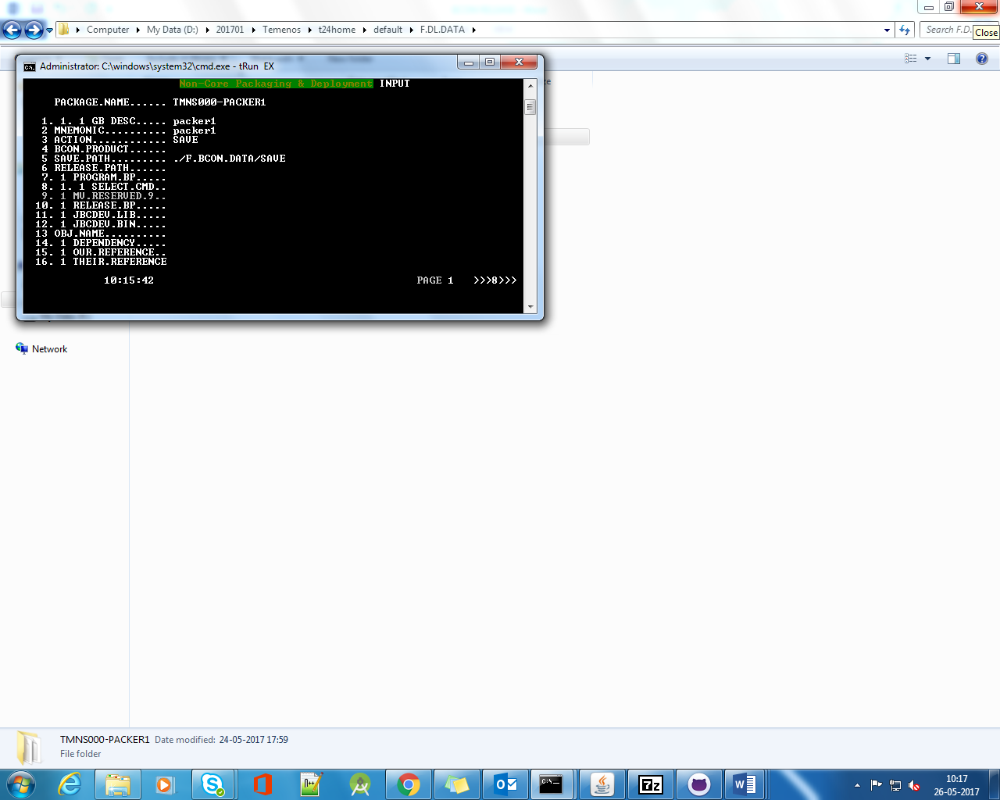 Computer My Data (D:) 201701 Temenos t24home default F.DL.DATA
Search F.D.
Close
Administrator: C:\windows\system32\cmd.exe - tRun EX
Non-Core Packaging & Deployment INPUT
PACKAGE.NAME...... TMNS000-PACKER1
1. 1. 1 GB DESC..... packer1
2 MNEMONIC........... packer1
3 ACTION............ SAVE
4 BCON.PRODUCT......
5 SAVE.PATH......... ./F.BCON.DATA/SAVE
6 RELEASE.PATH......
7. 1 PROGRAM.BP.....
8. 1. 1 SELECT.CMD..
9. 1 MV.RESERVED.9..
10. 1 RELEASE.BP.....
11. 1 JBCDEV.LIB.....
12. 1 JBCDEV.BIN.....
13 OBJ.NAME..........
14. 1 DEPENDENCY.....
15. 1 OUR.REFERENCE..
16. 1 THEIR.REFERENCE
10:15:42 PAGE 1 >>>8>>>
Network
TMNS000-PACKER1 Date modified: 24-05-2017 17:59
File folder
10:17
26-05-2017